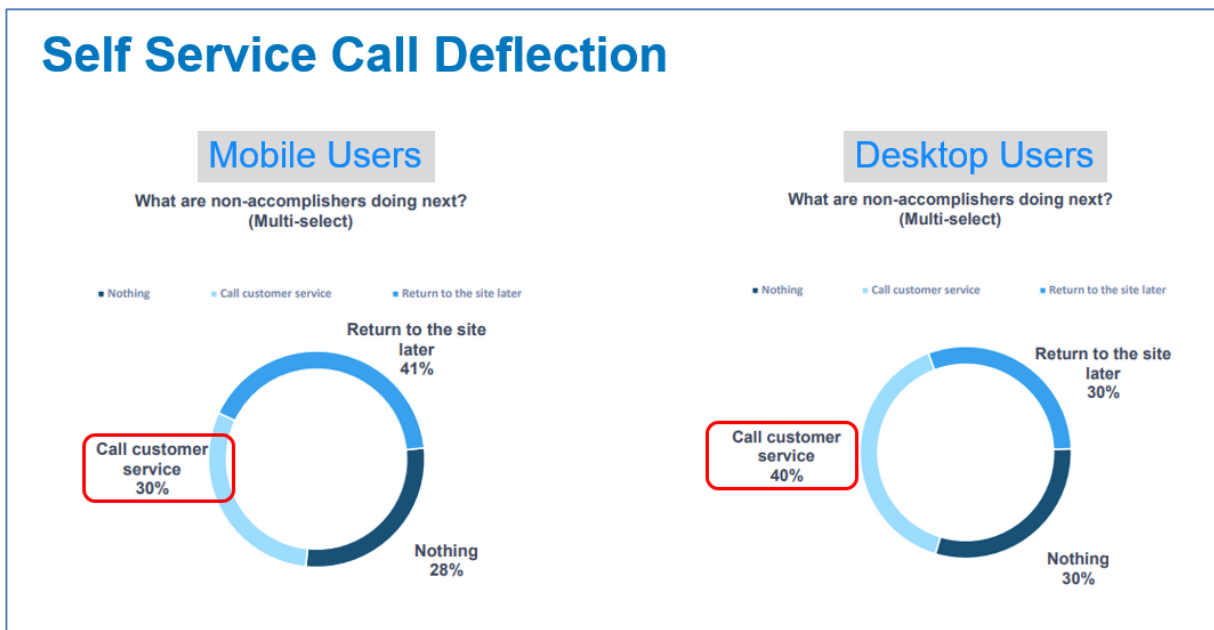 Self Service Call Deflection
Mobile Users
What are non-accomplishers doing next?
(Multi-select)
Nothing
Call customer service
Return to the site later
Return to the site
later
41%
Call customer
service
30%
Nothing
28%
Desktop Users
What are non-accomplishers doing next?
(Multi-select)
Nothing
Call customer service
Return to the site later
Return to the site
later
30%
Call customer
service
40%
Nothing
30%